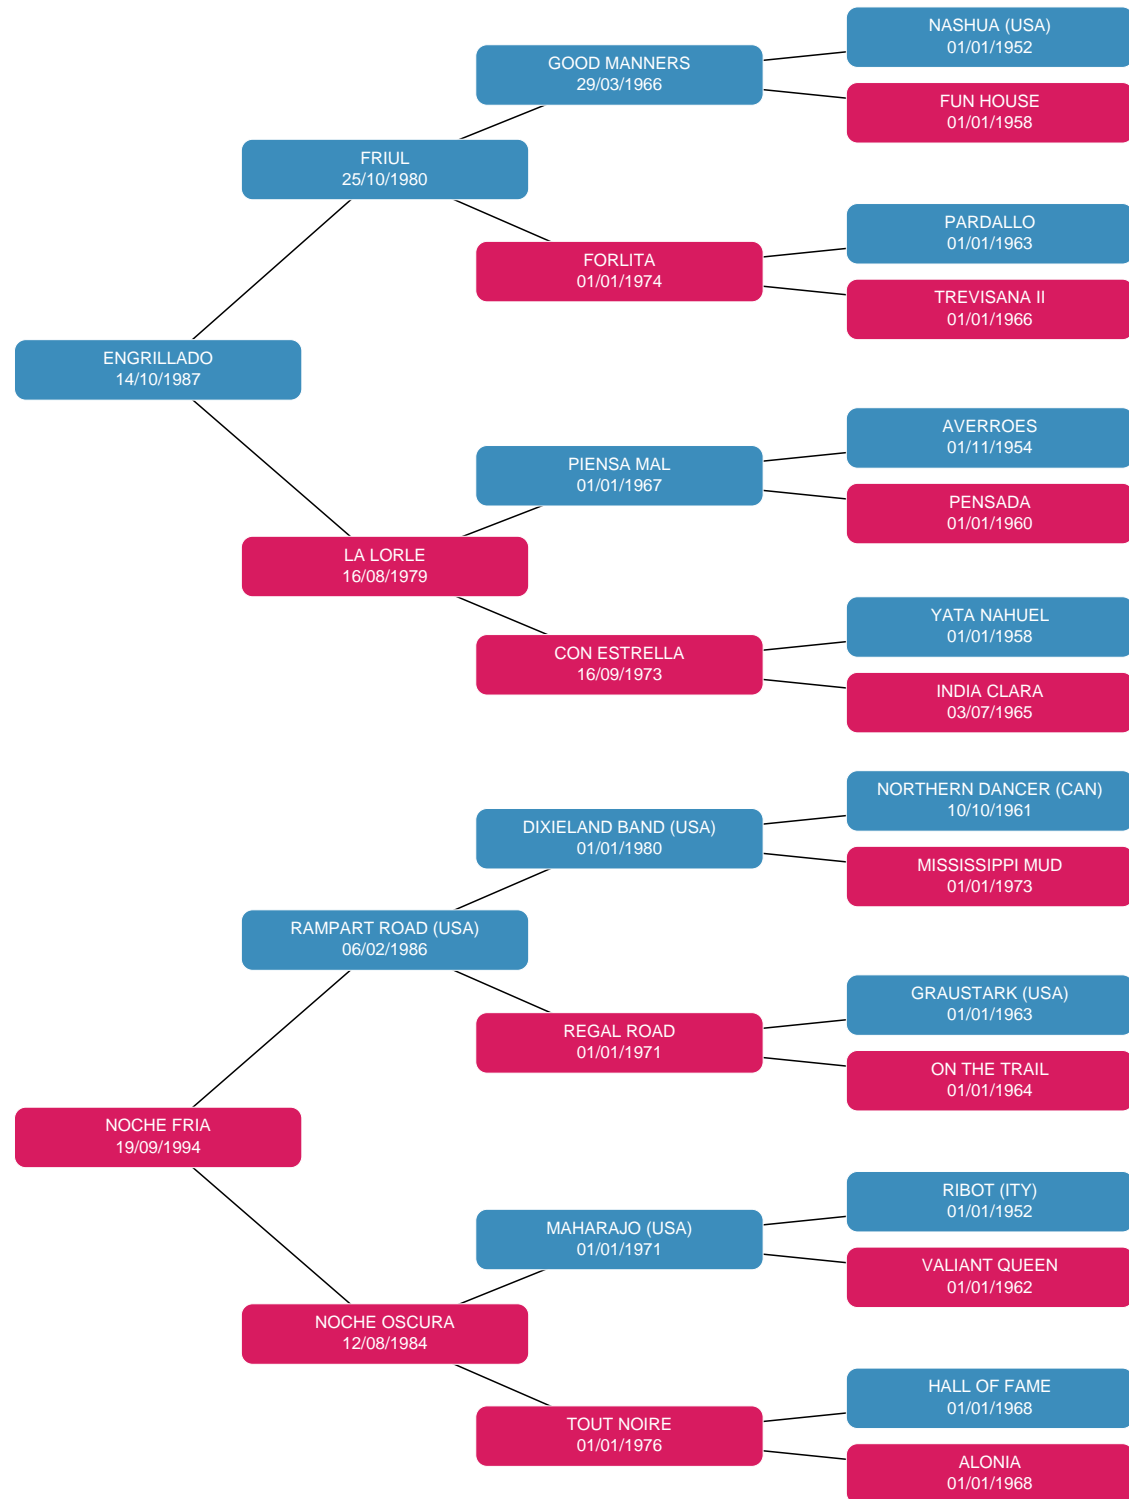 NASHUA (USA)
01/01/1952
GOOD MANNERS
29/03/1966
FUN HOUSE
01/01/1958
FRIUL
25/10/1980
PARDALLO
01/01/1963
FORLITA
01/01/1974
TREVISANA II
01/01/1966
ENGRILLADO
14/10/1987
AVERROES
01/11/1954
PIENSA MAL
01/01/1967
PENSADA
01/01/1960
LA LORLE
16/08/1979
YATA NAHUEL
01/01/1958
CON ESTRELLA
16/09/1973
INDIA CLARA
03/07/1965
NORTHERN DANCER (CAN)
10/10/1961
DIXIELAND BAND (USA)
01/01/1980
MISSISSIPPI MUD
01/01/1973
RAMPART ROAD (USA)
06/02/1986
GRAUSTARK (USA)
01/01/1963
REGAL ROAD
01/01/1971
ON THE TRAIL
01/01/1964
NOCHE FRIA
19/09/1994
RIBOT (ITY)
01/01/1952
MAHARAJO (USA)
01/01/1971
VALIANT QUEEN
01/01/1962
NOCHE OSCURA
12/08/1984
HALL OF FAME
01/01/1968
TOUT NOIRE
01/01/1976
ALONIA
01/01/1968